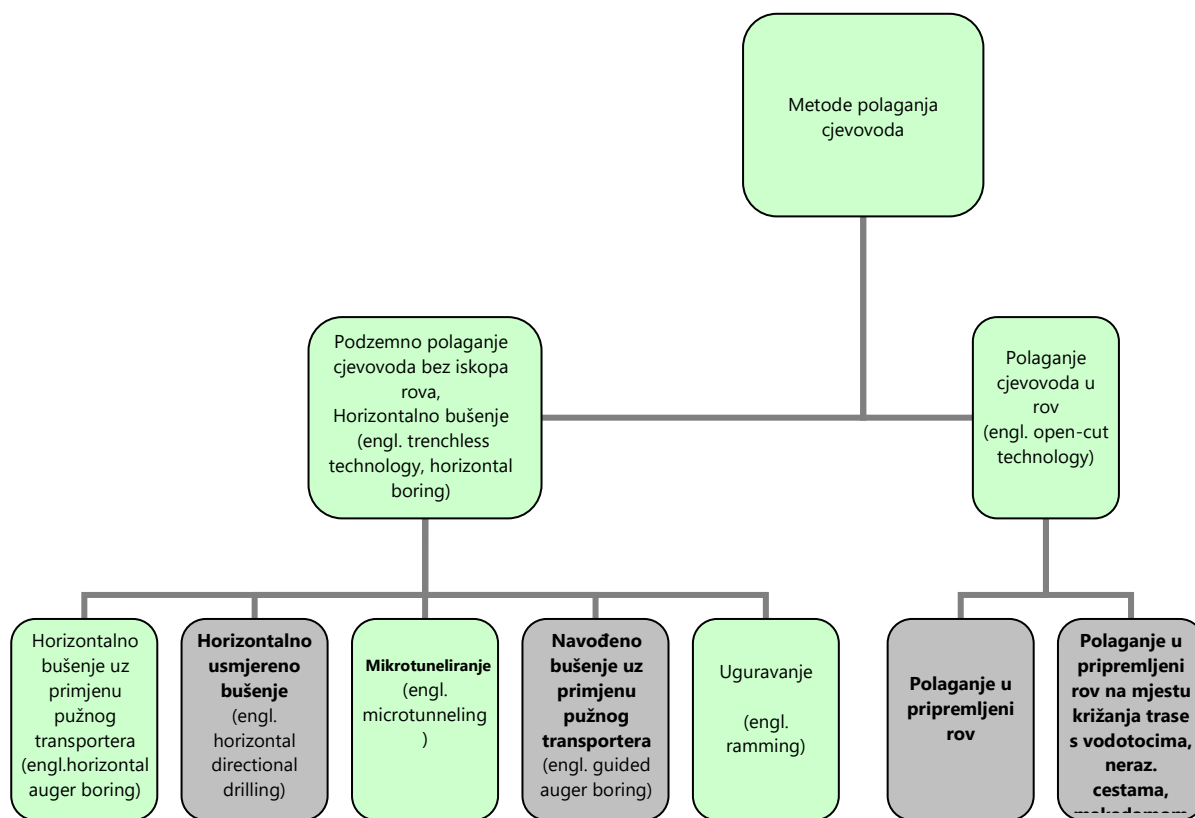 Metode polaganja
cjevovoda
Podzemno polaganje
cjevovoda bez iskopa
rova,
Horizontalno bušenje
(engl. trenchless
technology, horizontal
boring)
Polaganje
cjevovoda u
rov
(engl. open-cut
technology)
Horizontalno
bušenje uz
primjenu
pužnog
transportera
(engl.horizontal
auger boring)
Horizontalno
usmjereno
bušenje
(engl.
horizontal
directional
drilling)
Mikrotuneliranje
(engl.
microtunneling
)
Navođeno
bušenje uz
primjenu
pužnog
transportera
(engl. guided
auger boring)
Uguravanje
(engl.
ramming)
Polaganje u
pripremljeni
rov
Polaganje u
pripremljeni
rov na mjestu
križanja trase
s vodotocima,
neraz.
cestama,